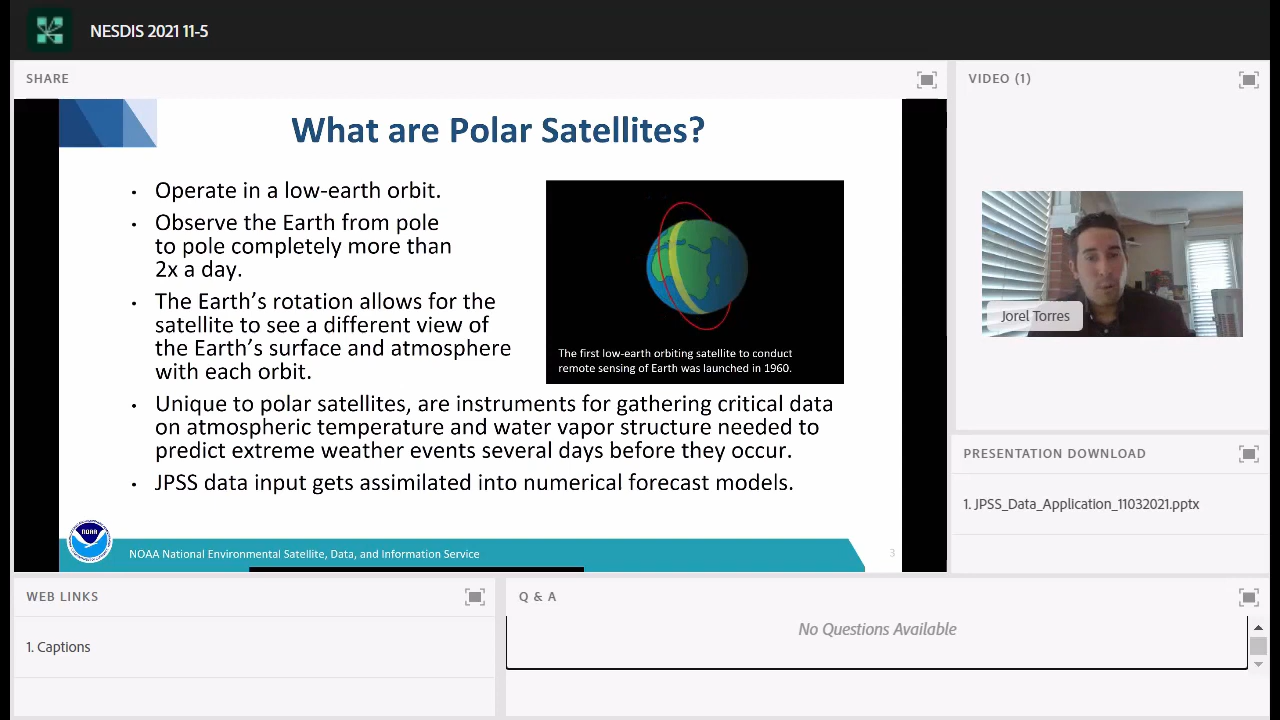 NESDIS 2021 11-5
SHARE
What are Polar Satellites?
• Operate in a low-earth orbit.
• Observe the Earth from pole
to pole completely more than
2x a day.
• The Earth's rotation allows for the
satellite to see a different view of
the Earth's surface and atmosphere
with each orbit.
The first low-earth orbiting satellite to conduct
remote sensing of Earth was launched in 1960.
• Unique to polar satellites, are instruments for gathering critical data
on atmospheric temperature and water vapor structure needed to
predict extreme weather events several days before they occur.
• JPSS data input gets assimilated into numerical forecast models.
NOAA
NOAA National Environmental Satellite, Data, and Information Service
3
VIDEO (1)
Jorel Torres
PRESENTATION DOWNLOAD
1. JPSS_Data_Application_11032021.pptx
WEB LINKS
1. Captions
Q & A
No Questions Available